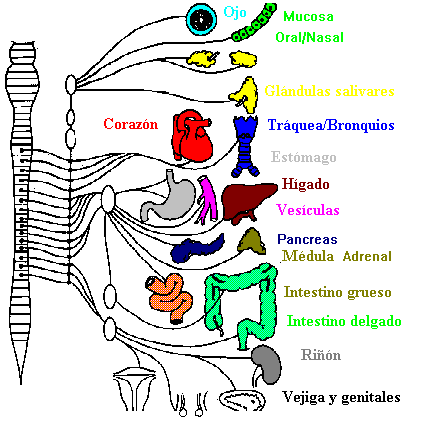 Ojo
Mucosa
Oral/Nasal
Glándulas salivares
Corazón
Tráquea/Bronquios
Estómago
Hígado
Vesículas
Pancreas
Médula Adrenal
Intestino grueso
Intestino delgado
Riñón
Vejiga y genitales